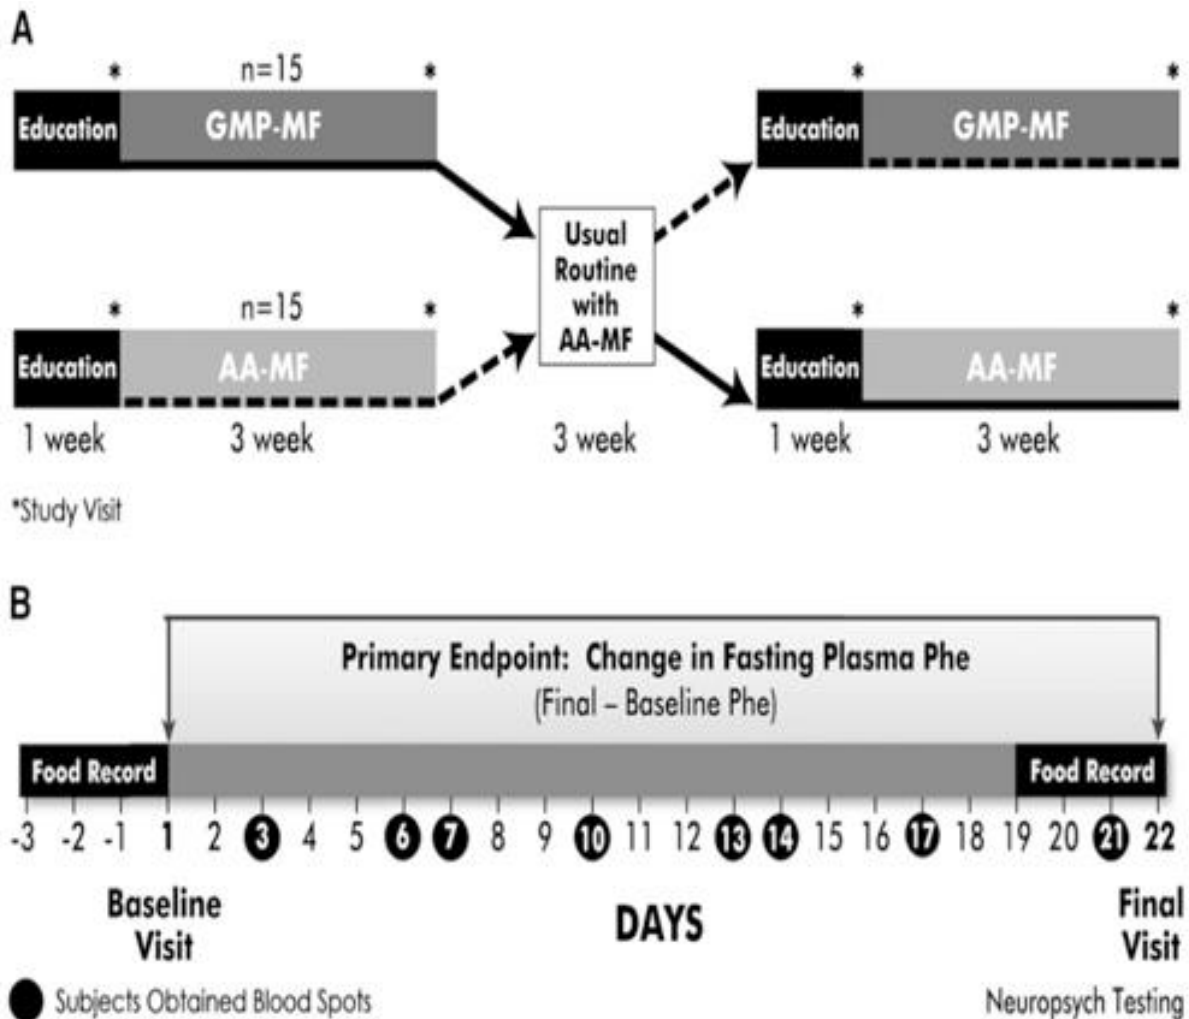 A
* n=15 * * *
Education GMP-MF Education GMP-MF
Usual
Routine
with
AA-MF
* n=15 * * *
Education AA-MF Education AA-MF
1 week 3 week 3 week 1 week 3 week
*Study Visit
B
Primary Endpoint: Change in Fasting Plasma Phe
(Final – Baseline Phe)
Food Record Food Record
-3 -2 -1 1 2 3 4 5 6 7 8 9 10 11 12 13 14 15 16 17 18 19 20 21 22
Baseline
Visit
DAYS
Final
Visit
Subjects Obtained Blood Spots
Neuropsych Testing